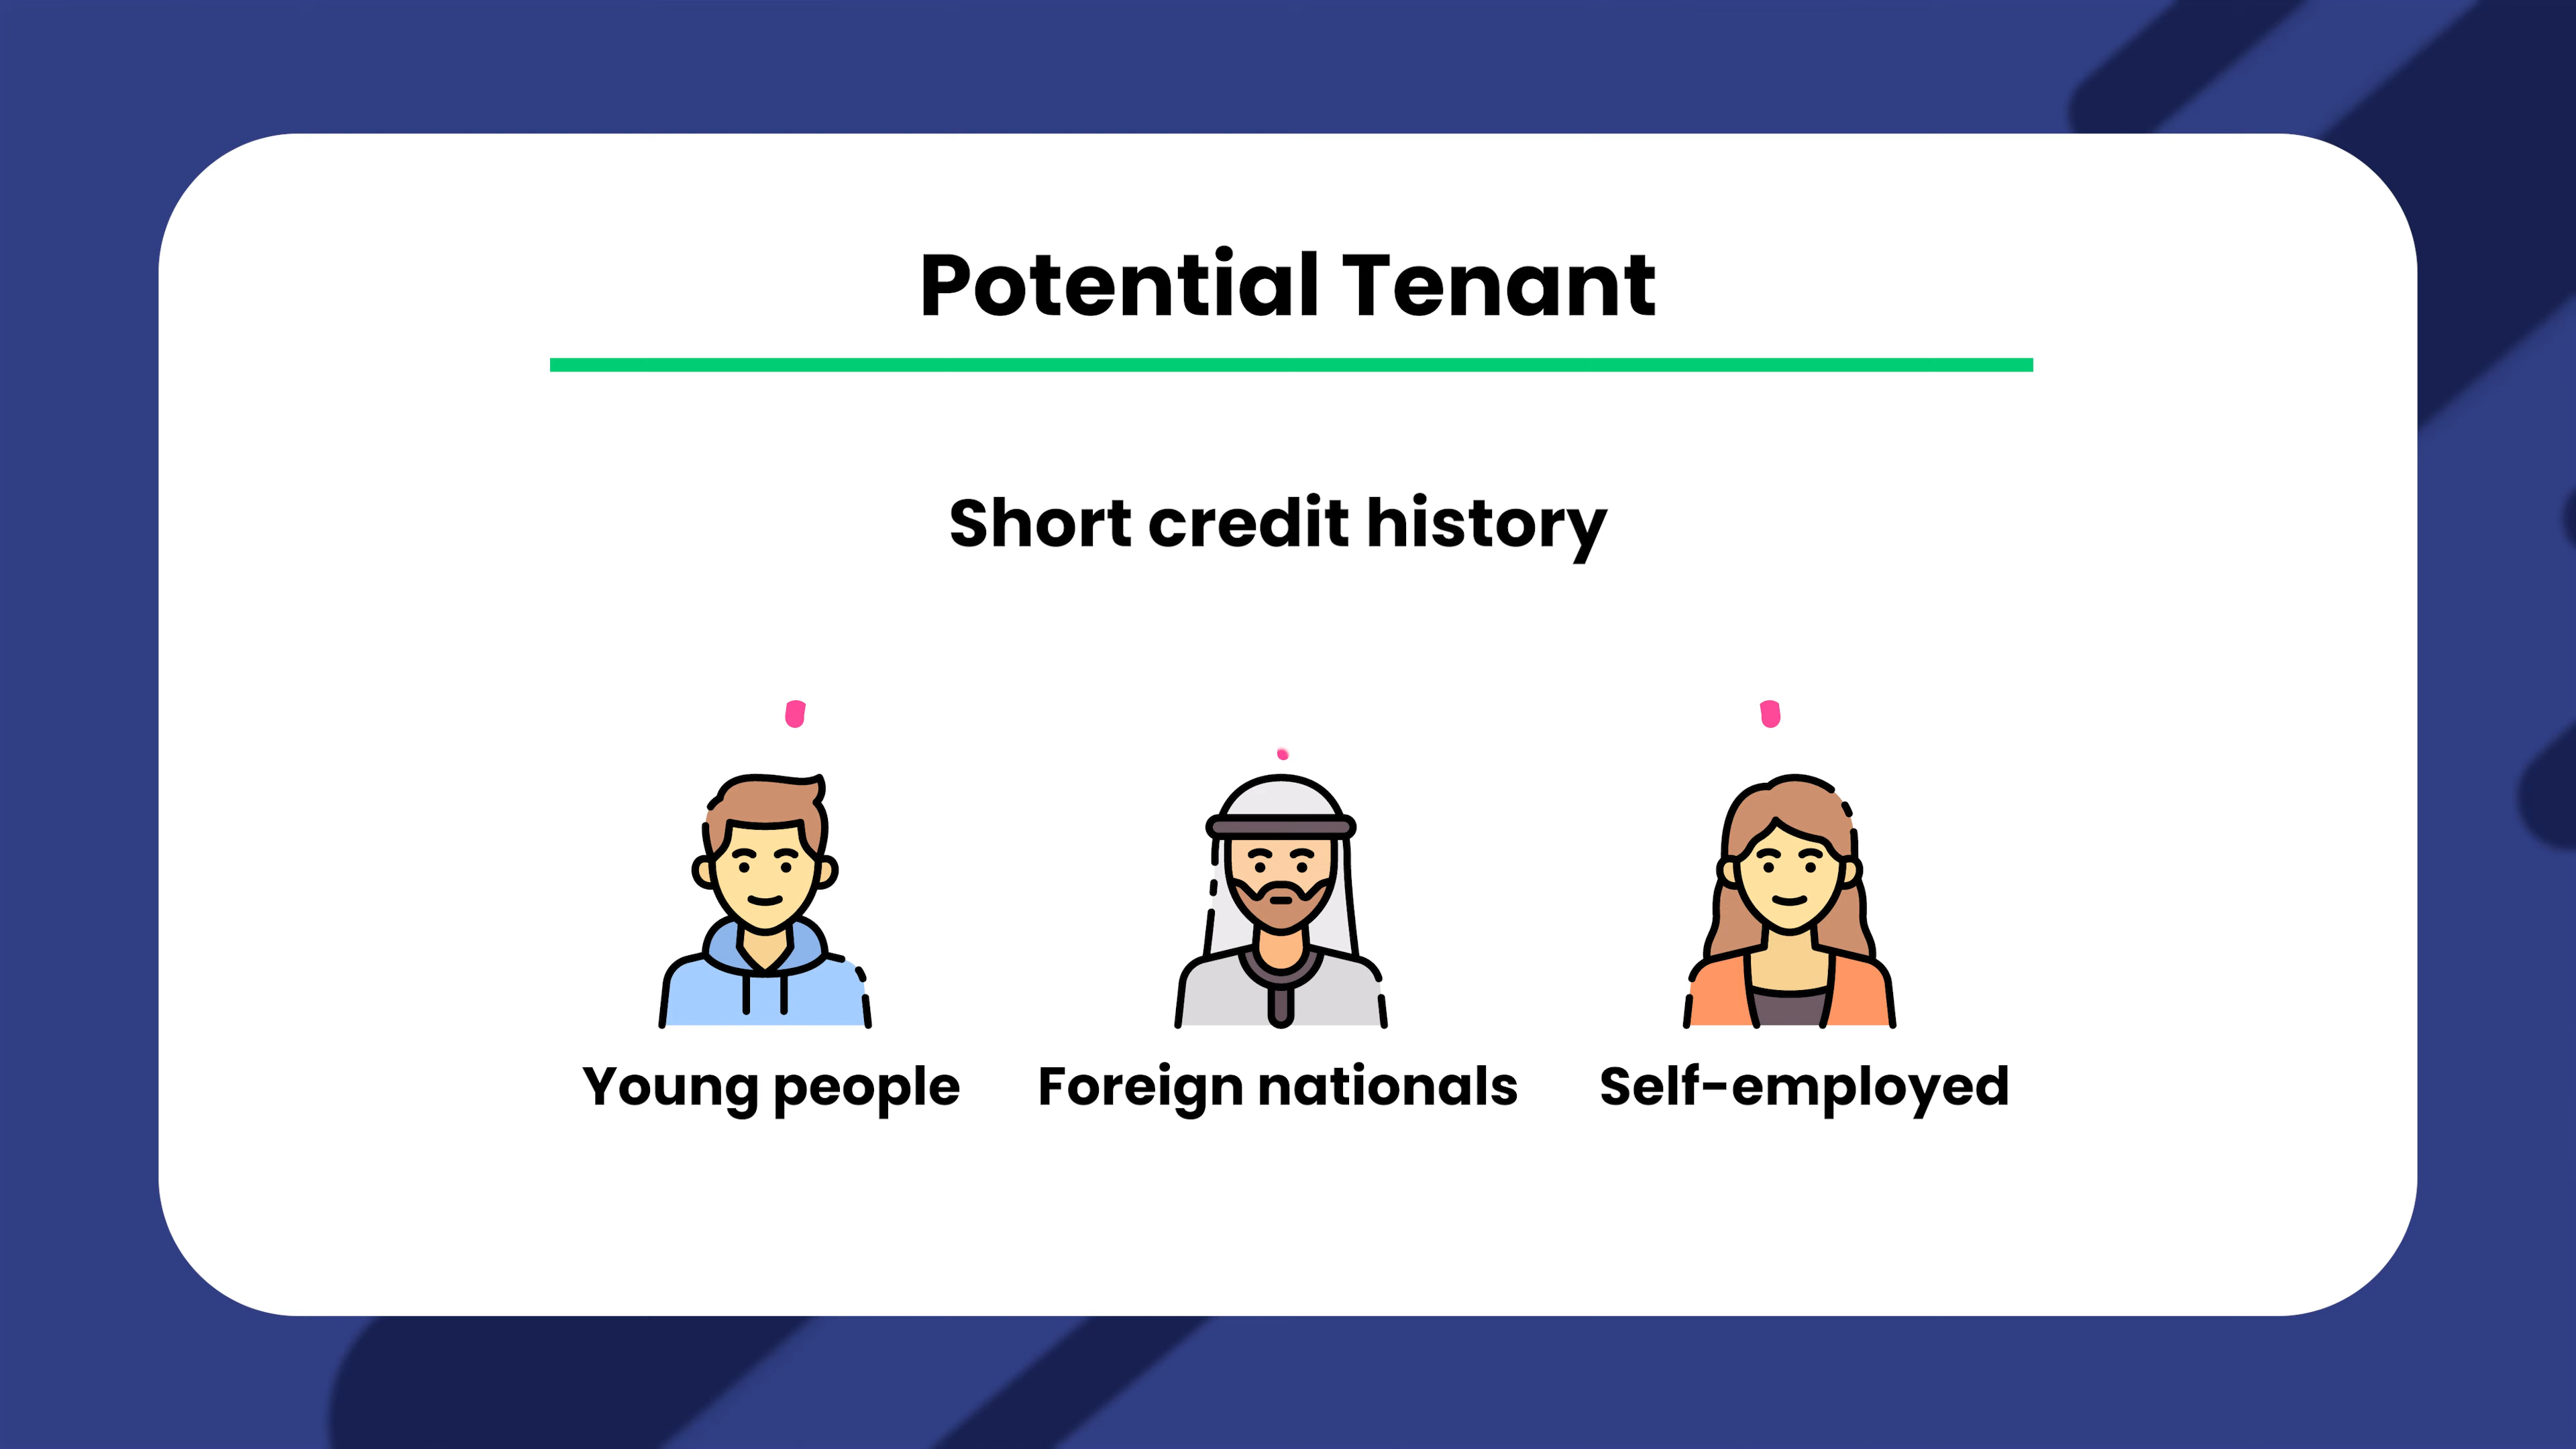 Potential Tenant
Short credit history
Young people
Foreign nationals
Self-employed